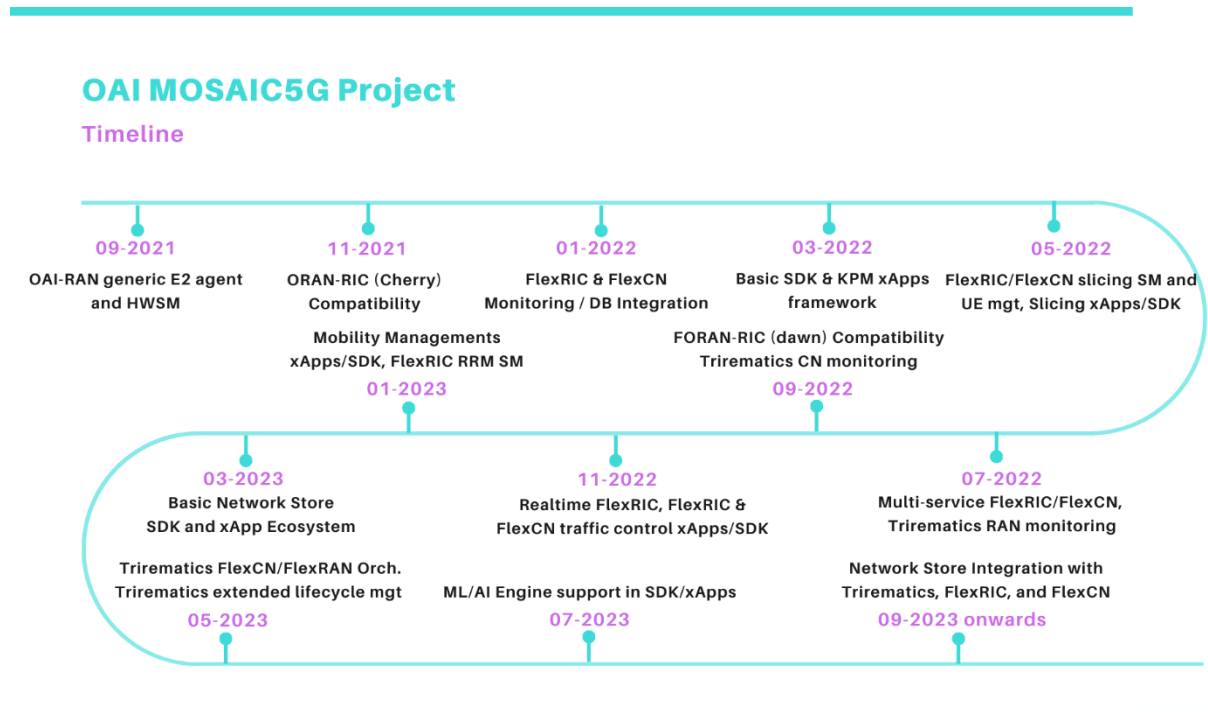 OAI MOSAIC5G Project
Timeline
09-2021
OAI-RAN generic E2 agent
and HWSM
11-2021
ORAN-RIC (Cherry)
Compatibility
01-2022
FlexRIC & FlexCN
Monitoring / DB Integration
03-2022
Basic SDK & KPM xApps
framework
05-2022
FlexRIC/FlexCN slicing SM and
UE mgt, Slicing xApps/SDK
Mobility Managements
xApps/SDK, FlexRIC RRM SM
01-2023
FORAN-RIC (dawn) Compatibility
Trirematics CN monitoring
09-2022
03-2023
Basic Network Store
SDK and xApp Ecosystem
11-2022
Realtime FlexRIC, FlexRIC &
FlexCN traffic control xApps/SDK
07-2022
Multi-service FlexRIC/FlexCN,
Trirematics RAN monitoring
Trirematics FlexCN/FlexRAN Orch.
Trirematics extended lifecycle mgt
05-2023
ML/AI Engine support in SDK/xApps
07-2023
Network Store Integration with
Trirematics, FlexRIC, and FlexCN
09-2023 onwards